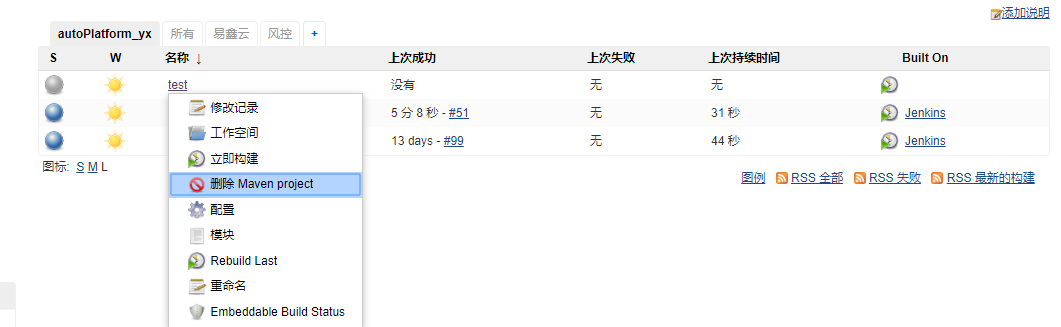 添加说明
autoPlatform_yx 所有 易鑫云 风控 +
S W 名称 ↓ 上次成功 上次失败 上次持续时间 Built On
test 没有 无 无
修改记录
5 分 8 秒 - #51 无 31 秒 Jenkins
工作空间
13 days - #99 无 44 秒 Jenkins
立即构建
图标: S M L
图例 RSS 全部 RSS 失败 RSS 最新的构建
删除 Maven project
配置
模块
Rebuild Last
重命名
Embeddable Build Status